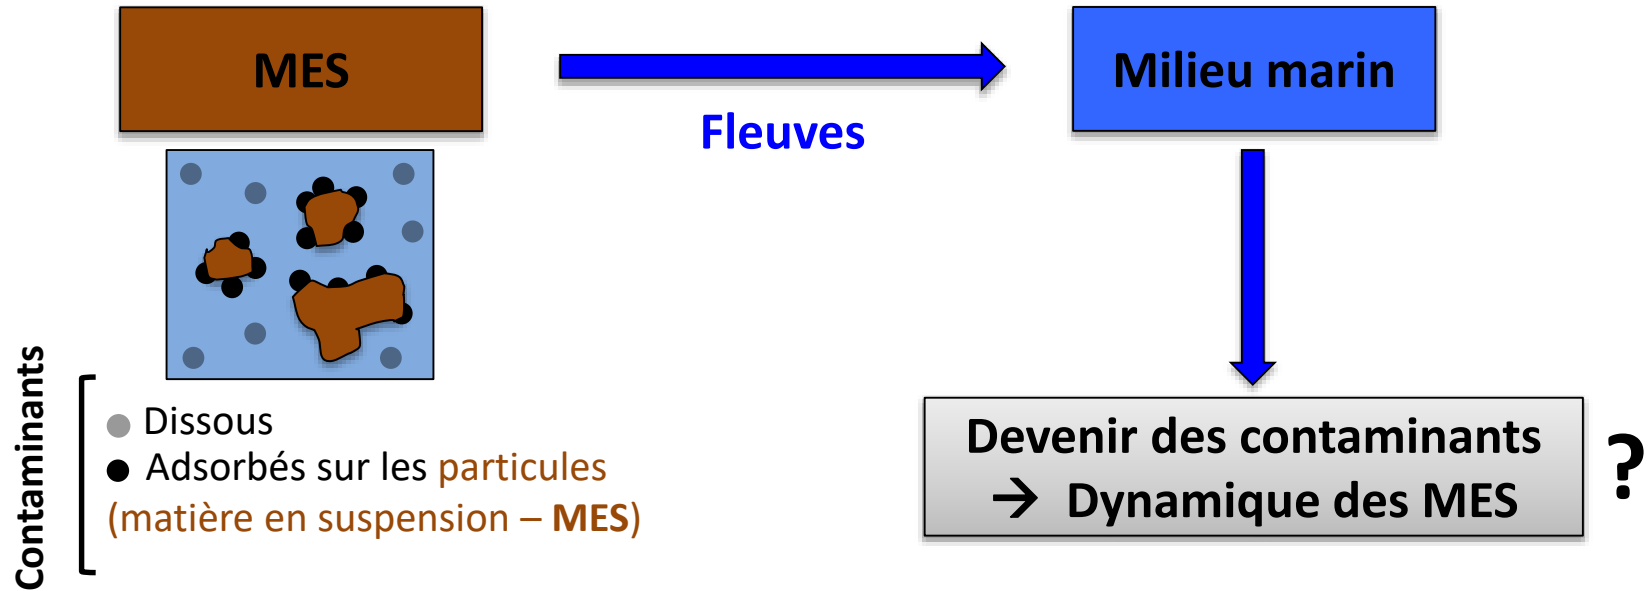 MES
Fleuves
Milieu marin
Contaminants
Dissous
Adsorbés sur les particules
(matière en suspension – MES)
Devenir des contaminants
→ Dynamique des MES
?